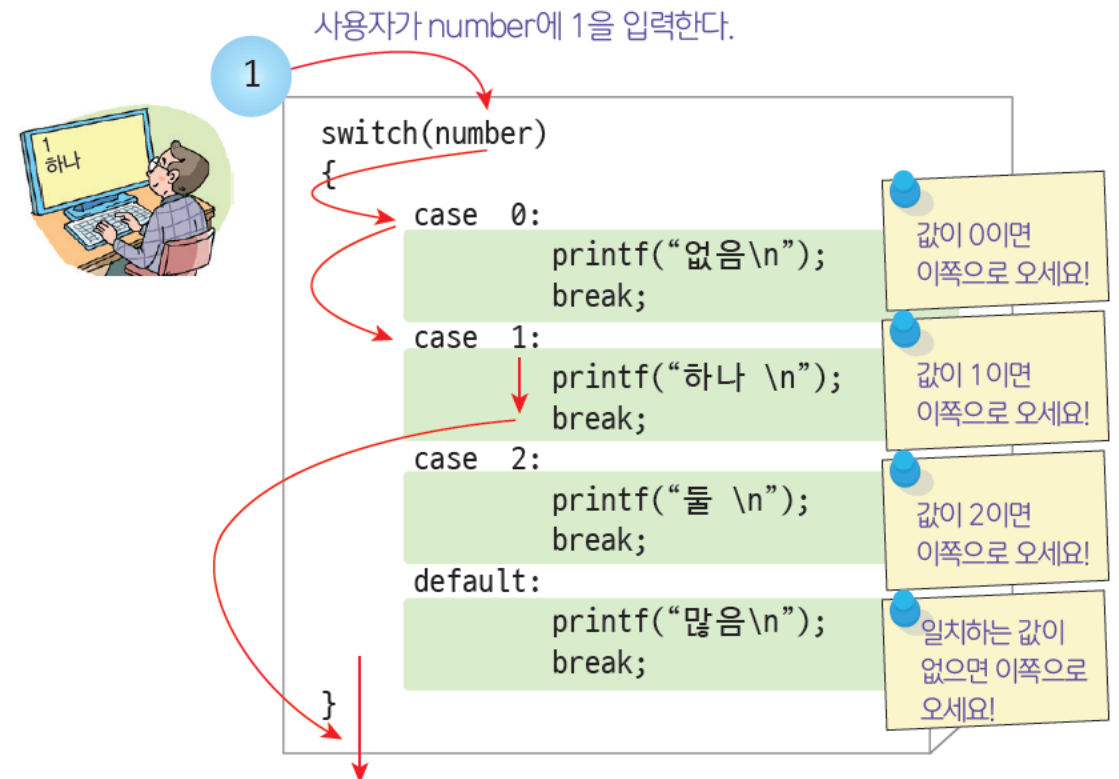 사용자가 number에 1을 입력한다.
1
1
하나
switch(number)
{
case 0:
printf(“없음\n”);
break;
case 1:
printf(“하나 \n”);
break;
case 2:
printf(“둘 \n”);
break;
default:
printf(“많음\n”);
break;
}
값이 0이면
이쪽으로 오세요!
값이 1이면
이쪽으로 오세요!
값이 2이면
이쪽으로 오세요!
일치하는 값이
없으면 이쪽으로
오세요!